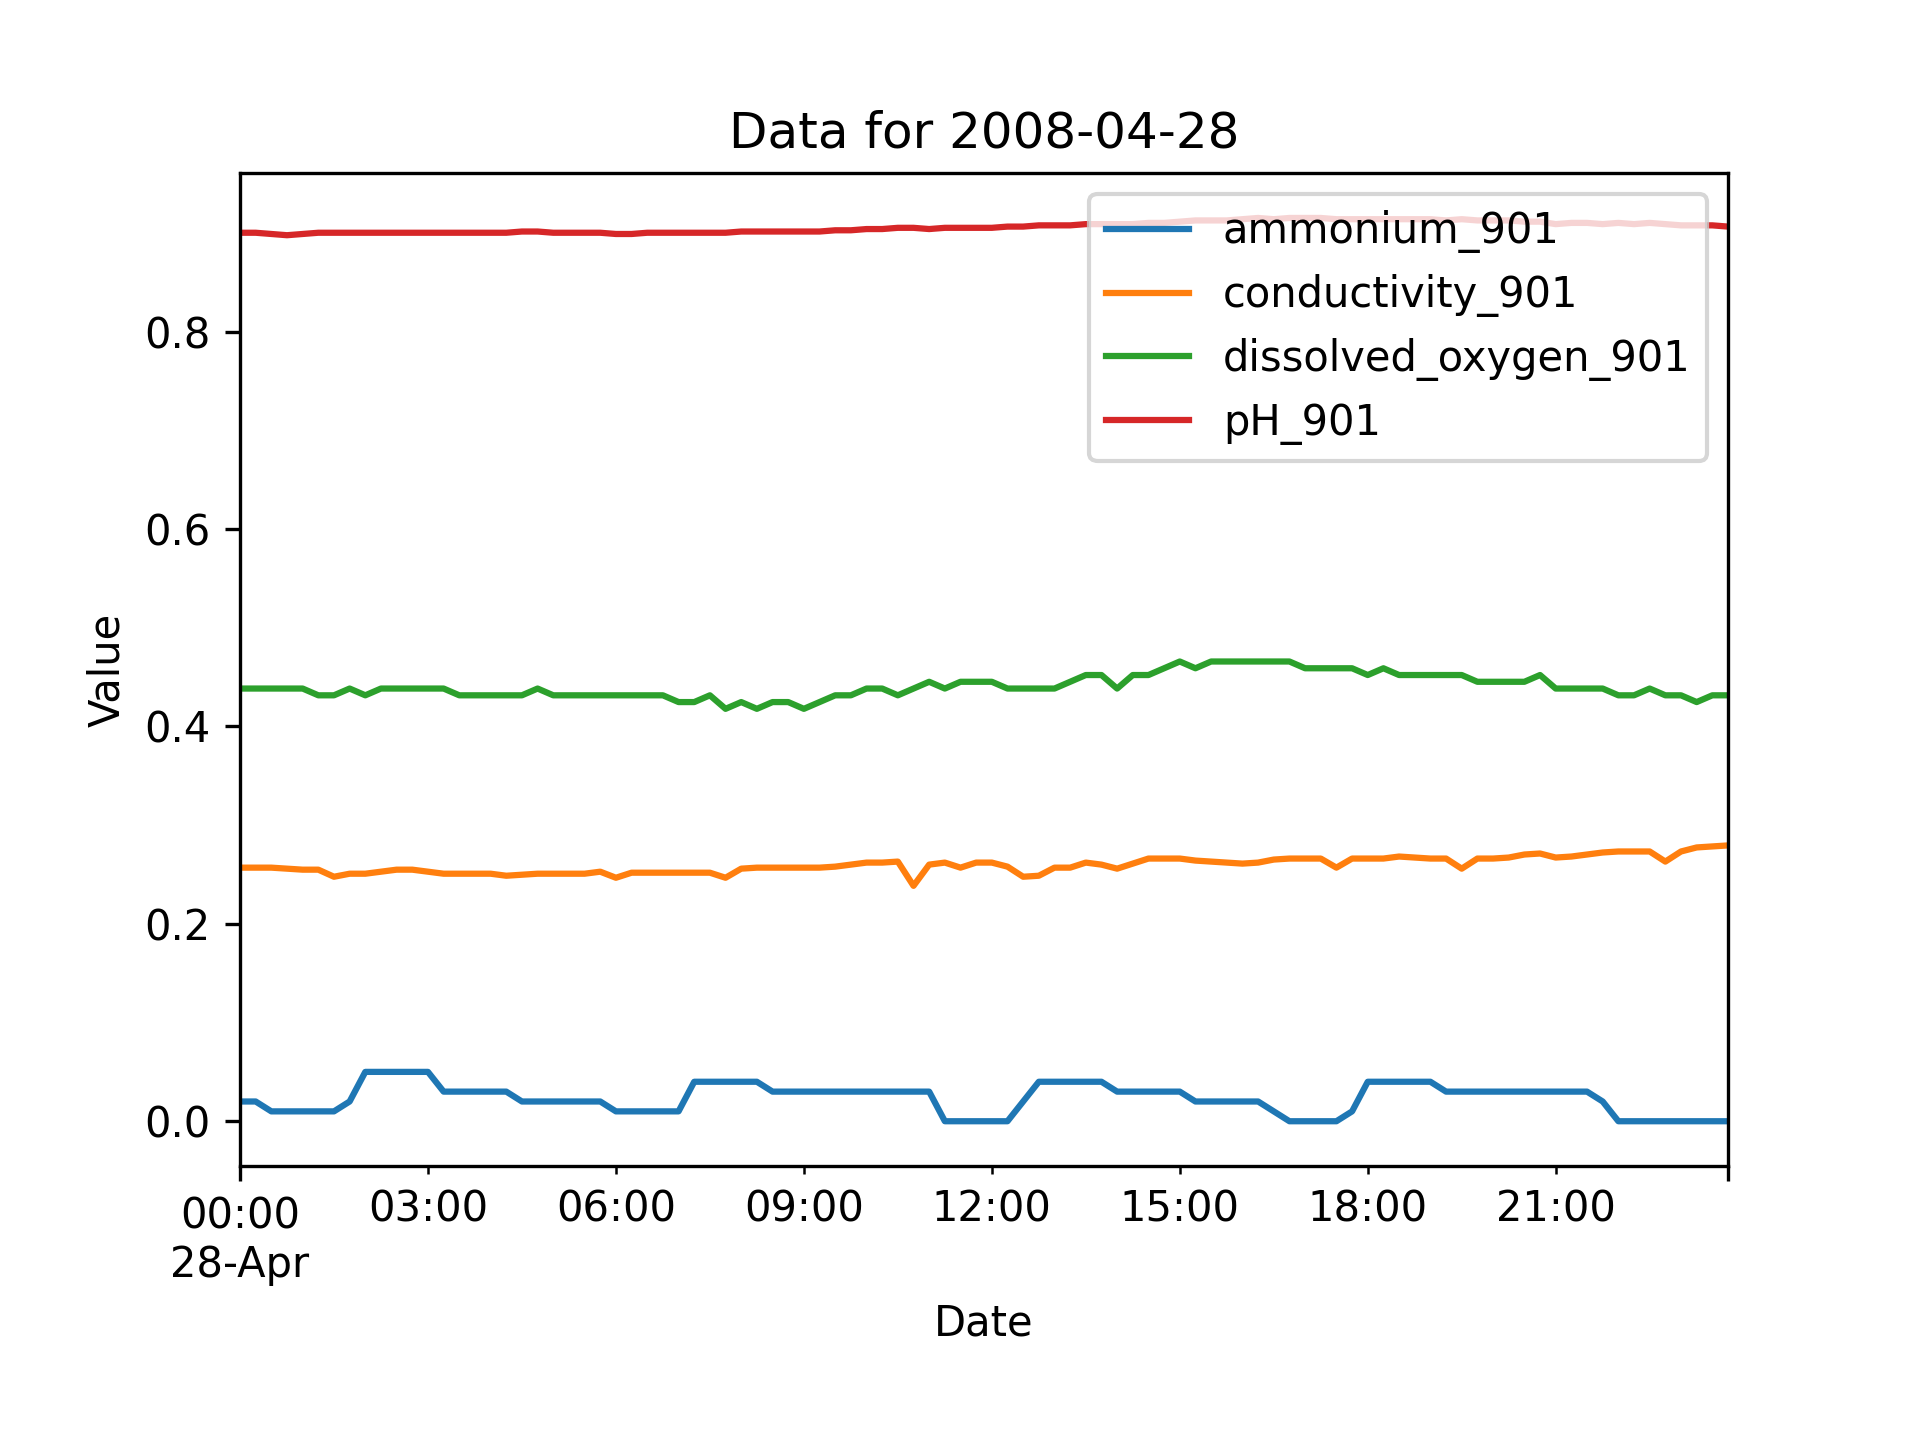 Data for 2008-04-28
ammonium_901
conductivity_901
dissolved_oxygen_901
pH_901
Value
0.8
0.6
0.4
0.2
0.0
00:00 03:00 06:00 09:00 12:00 15:00 18:00 21:00
28-Apr
Date